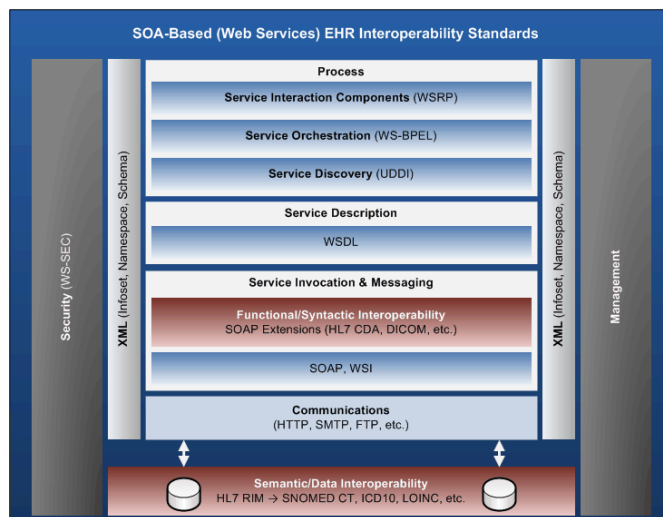 SOA-Based (Web Services) EHR Interoperability Standards
Security (WS-SEC)
XML (Infoset, Namespace, Schema)
Process
Service Interaction Components (WSRP)
Service Orchestration (WS-BPEL)
Service Discovery (UDDI)
Service Description
WSDL
Service Invocation & Messaging
Functional/Syntactic Interoperability
SOAP Extensions (HL7 CDA, DICOM, etc.)
SOAP, WSI
Communications
(HTTP, SMTP, FTP, etc.)
XML (Infoset, Namespace, Schema)
Management
Semantic/Data Interoperability
HL7 RIM → SNOMED CT, ICD10, LOINC, etc.